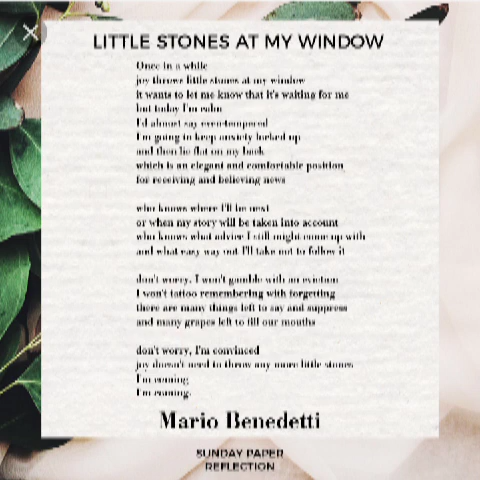 LITTLE STONES AT MY WINDOW
Once in a while
joy throws little stones at my window
it wants to let me know that it's waiting for me
but today I'm calm
I'd almost say even-tempered
I'm going to keep anxiety locked up
and then lie flat on my back
which is an elegant and comfortable position
for receiving and believing news
who knows where I'll be next
or when my story will be taken into account
who knows what advice I still might come up with
and what easy way out I'll take not to follow it
don't worry, I won't gamble with an eviction
I won't tattoo remembering with forgetting
there are many things left to say and suppress
and many grapes left to fill our mouths
don't worry, I'm convinced
joy doesn't need to throw any more little stones
I'm coming
I'm coming.
Mario Benedetti
SUNDAY PAPER
REFLECTION